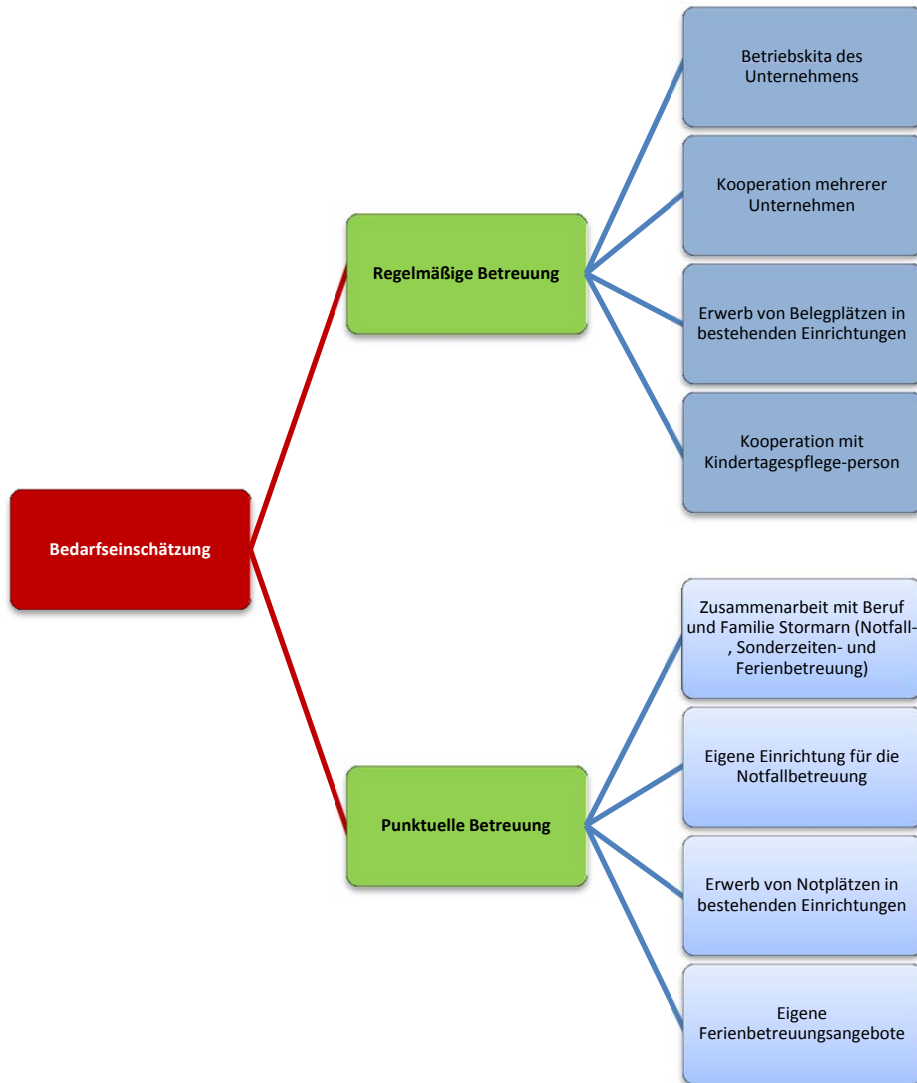 Betriebskita des
Unternehmens
Kooperation mehrerer
Unternehmen
Regelmäßige Betreuung
Erwerb von Belegplätzen in
bestehenden Einrichtungen
Kooperation mit
Kindertagespflege-person
Bedarfseinschätzung
Zusammenarbeit mit Beruf
und Familie Stormarn (Notfall-
, Sonderzeiten- und
Ferienbetreuung)
Eigene Einrichtung für die
Notfallbetreuung
Punktuelle Betreuung
Erwerb von Notplätzen in
bestehenden Einrichtungen
Eigene
Ferienbetreuungsangebote